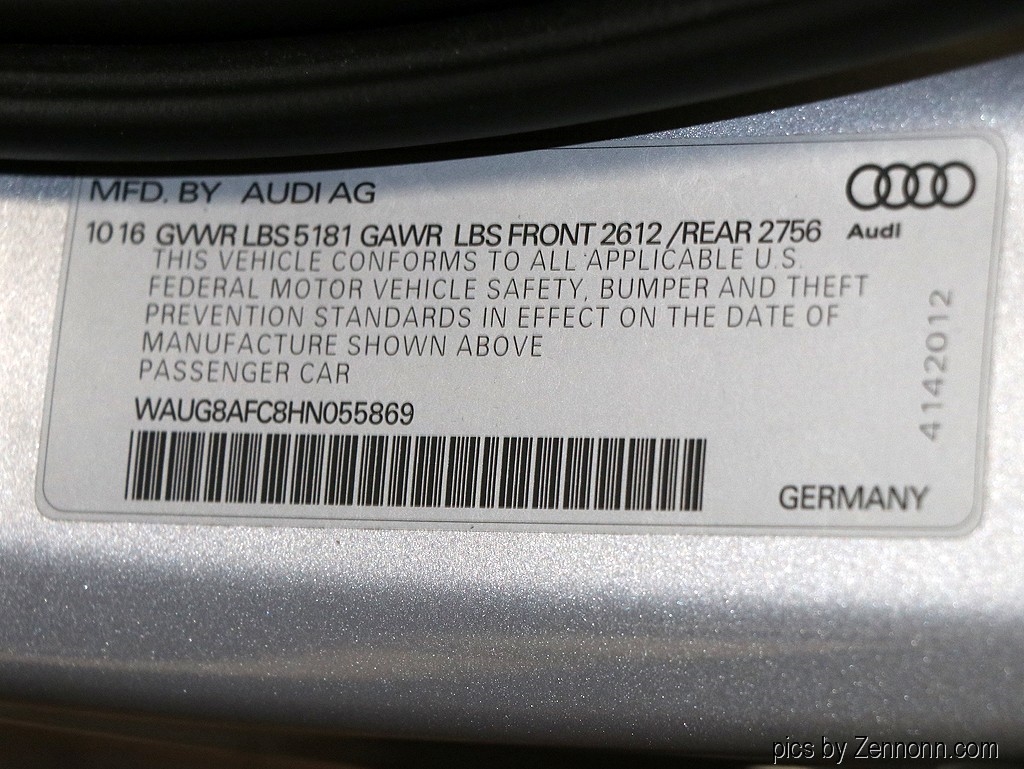 MFD. BY AUDI AG
10 16 GVWR LBS 5181 GAWR LBS FRONT 2612 /REAR 2756
Audi
THIS VEHICLE CONFORMS TO ALL APPLICABLE U.S.
FEDERAL MOTOR VEHICLE SAFETY, BUMPER AND THEFT
PREVENTION STANDARDS IN EFFECT ON THE DATE OF
MANUFACTURE SHOWN ABOVE
PASSENGER CAR
WAUG8AFC8HN055869
4142012
GERMANY
pics by Zennonn.com